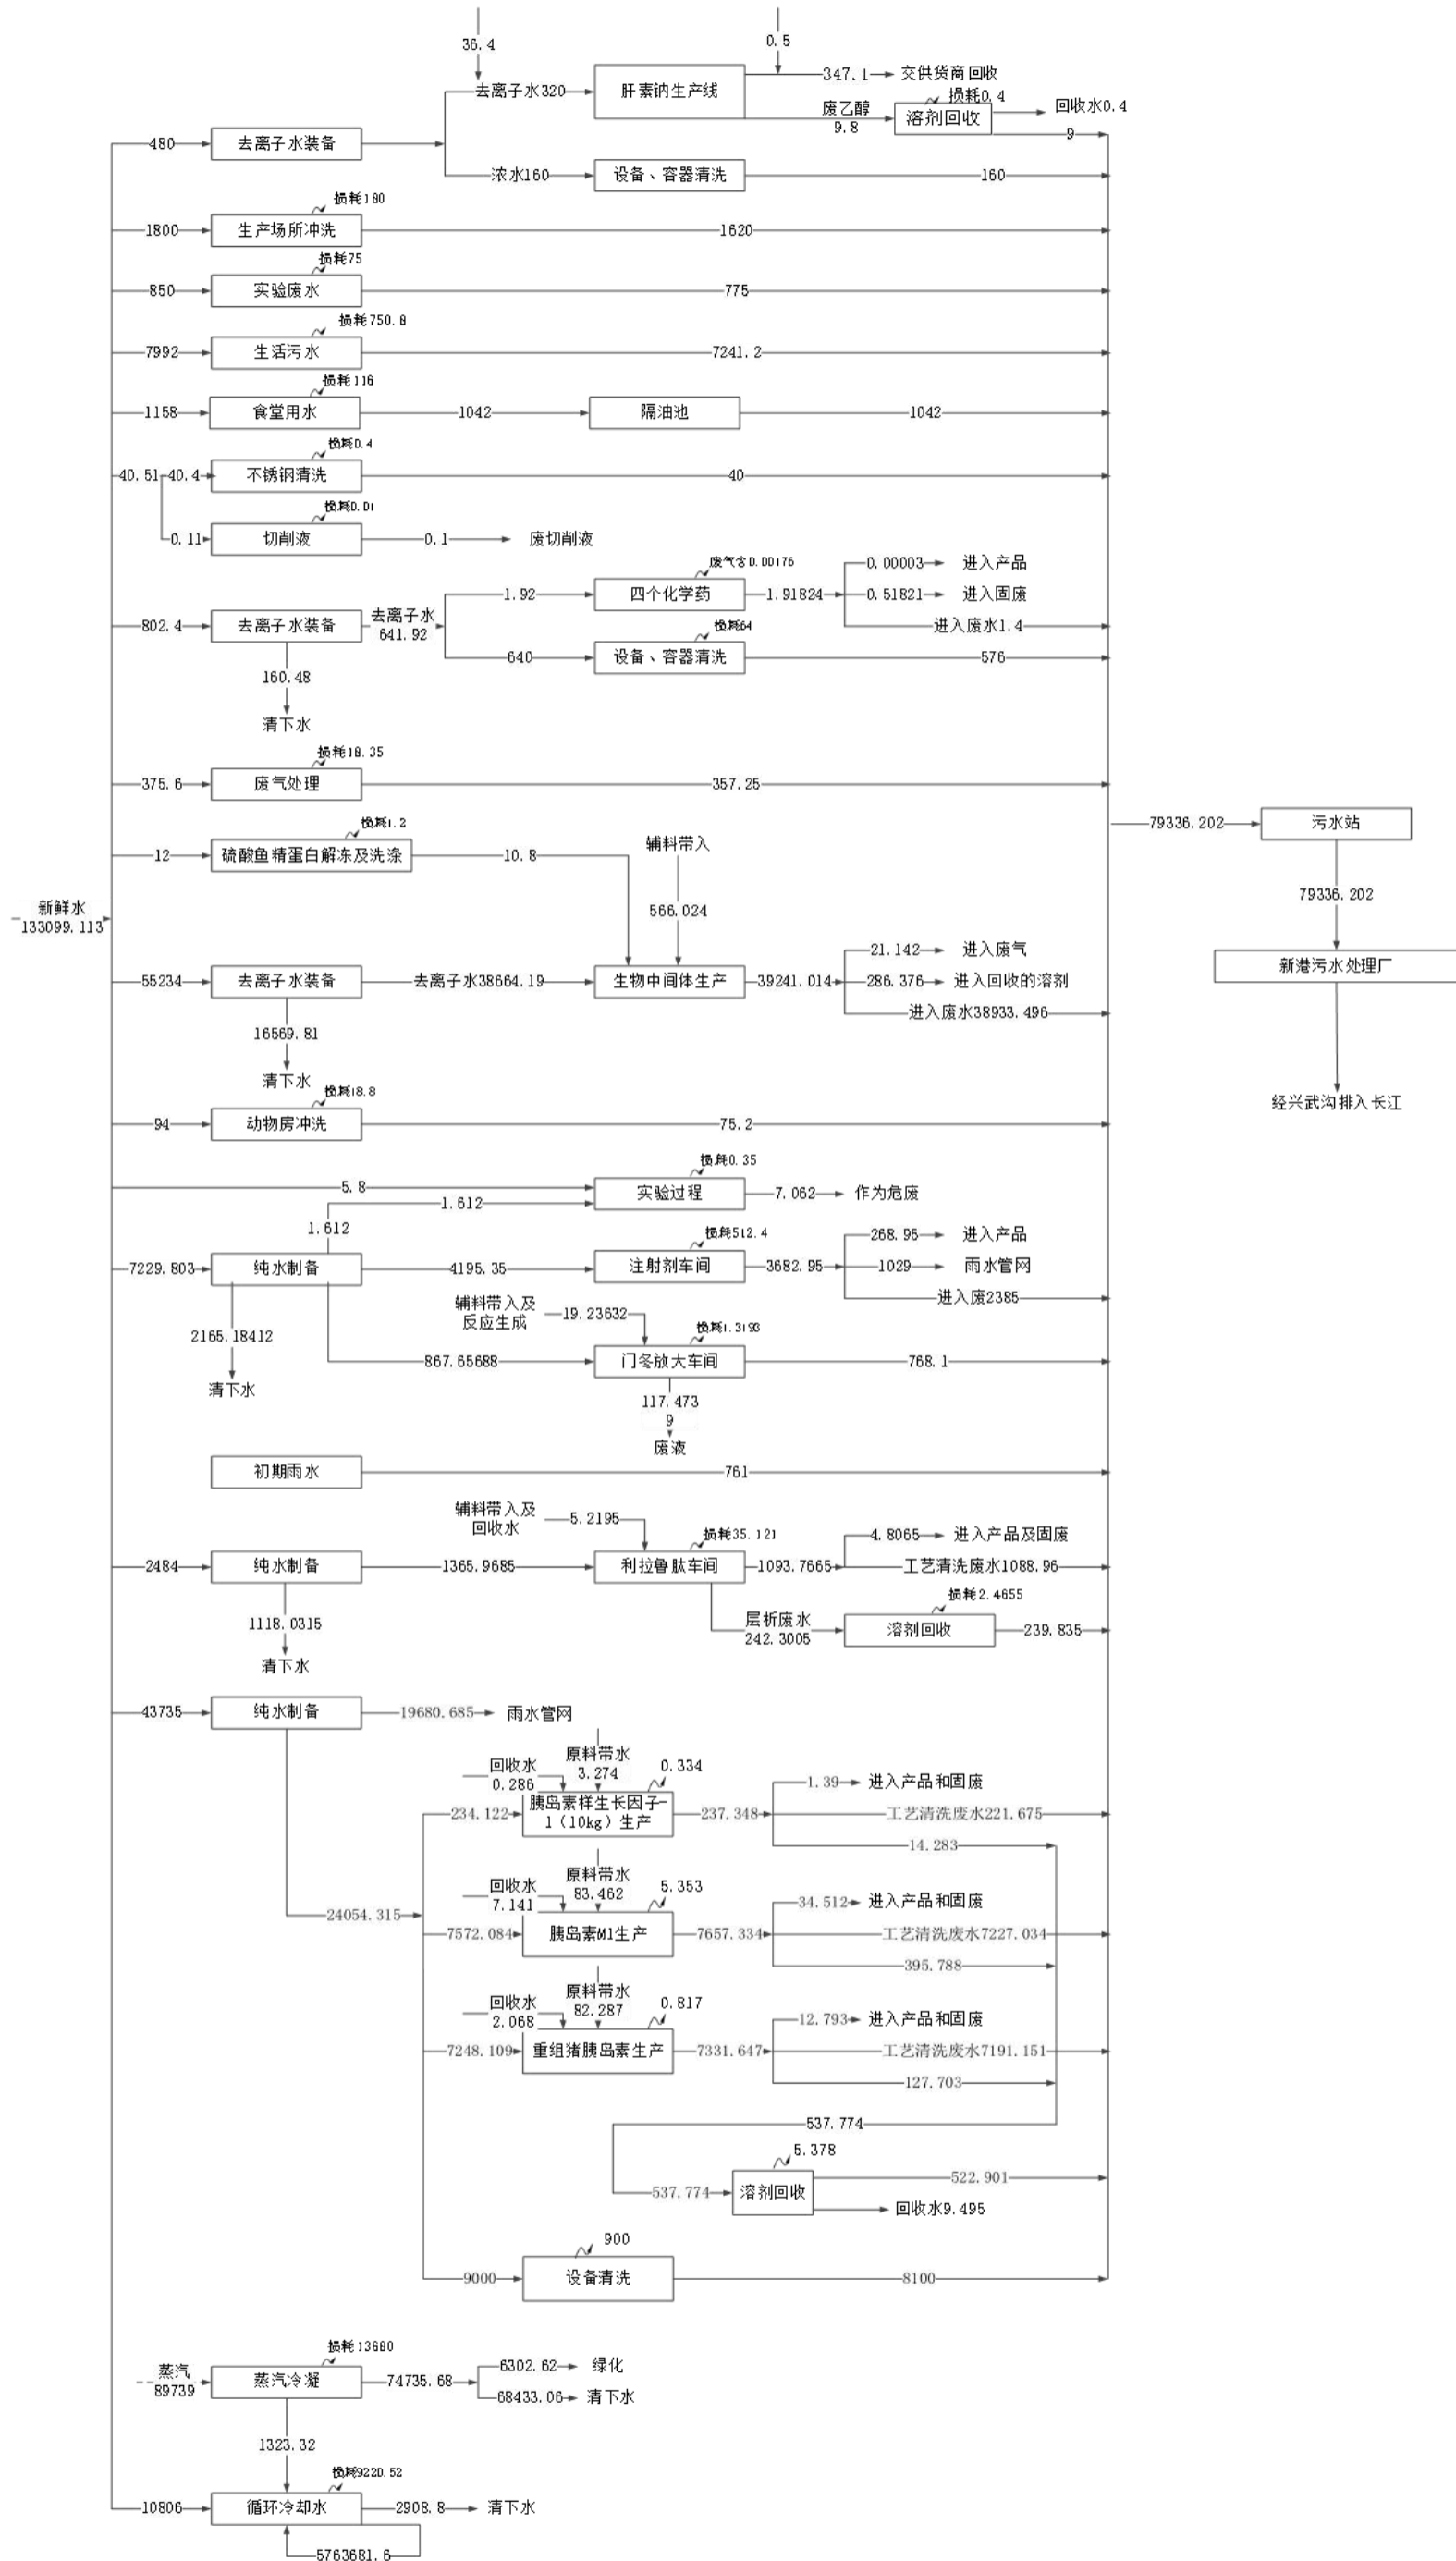 36.4
0.5
去离子水320
肝素钠生产线
347.1
交供货商回收
废乙醇
9.8
损耗0.4
溶剂回收
回收水0.4
9
480
去离子水装备
浓水160
设备、容器清洗
160
损耗180
1800
生产场所冲洗
1620
损耗75
850
实验废水
775
损耗750.8
7992
生活污水
7241.2
损耗116
1158
食堂用水
1042
隔油池
1042
损耗0.4
40.51
40.4
不锈钢清洗
40
损耗0.01
0.11
切削液
0.1
废切削液
废气含0.00176
1.92
四个化学药
1.91824
0.00003
进入产品
0.51821
进入固废
进入废水1.4
802.4
去离子水装备
去离子水
641.92
损耗64
640
设备、容器清洗
576
160.48
清下水
损耗18.35
375.6
废气处理
357.25
79336.202
污水站
损耗1.2
12
硫酸鱼精蛋白解冻及洗涤
10.8
辅料带入
566.024
79336.202
新鲜水
133099.113
55234
去离子水装备
去离子水38664.19
生物中间体生产
39241.014
21.142
进入废气
286.376
进入回收的溶剂
进入废水38933.496
新港污水处理厂
16569.81
清下水
经兴武沟排入长江
损耗18.8
94
动物房冲洗
75.2
损耗0.35
5.8
1.612
实验过程
7.062
作为危废
1.612
损耗512.4
7229.803
纯水制备
4195.35
注射剂车间
3682.95
268.95
进入产品
1029
雨水管网
进入废2385
辅料带入及
反应生成
19.23632
损耗1.3193
2165.18412
867.65688
门冬放大车间
768.1
清下水
117.473
9
废液
初期雨水
761
辅料带入及
回收水
5.2195
损耗35.121
2484
纯水制备
1365.9685
利拉鲁肽车间
1093.7665
4.8065
进入产品及固废
工艺清洗废水1088.96
1118.0315
清下水
层析废水
242.3005
损耗2.4655
溶剂回收
239.835
43735
纯水制备
19680.685
雨水管网
回收水
0.286
原料带水
3.274
0.334
234.122
胰岛素样生长因子-
1（10kg）生产
237.348
1.39
进入产品和固废
工艺清洗废水221.675
14.283
24054.315
回收水
7.141
原料带水
83.462
5.353
7572.084
胰岛素M1生产
7657.334
34.512
进入产品和固废
工艺清洗废水7227.034
395.788
回收水
2.068
原料带水
82.287
0.817
7248.109
重组猪胰岛素生产
7331.647
12.793
进入产品和固废
工艺清洗废水7191.151
127.703
537.774
5.378
537.774
溶剂回收
522.901
回收水9.495
900
9000
设备清洗
8100
损耗13680
蒸汽
89739
蒸汽冷凝
74735.68
6302.62
绿化
68433.06
清下水
1323.32
损耗9220.52
10806
循环冷却水
2908.8
清下水
5763681.6